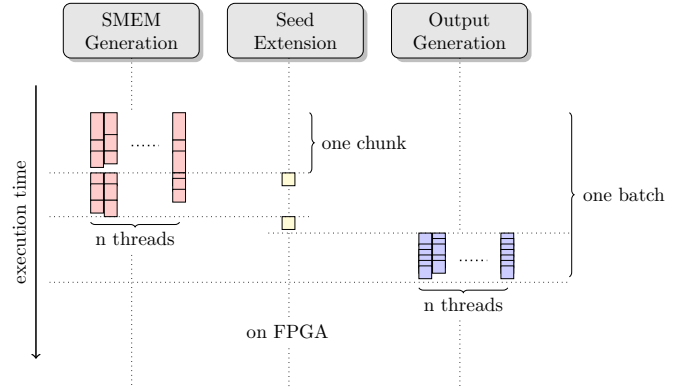 SMEM
Generation
Seed
Extension
Output
Generation
execution time
one chunk
one batch
n threads
n threads
on FPGA